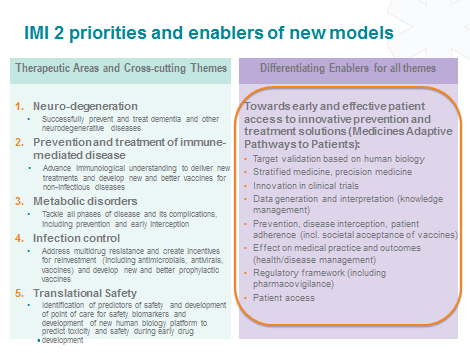 IMI 2 priorities and enablers of new models
Therapeutic Areas and Cross-cutting Themes
1. Neuro-degeneration
• Successfully prevent and treat dementia and other
neurodegenerative diseases
2. Prevention and treatment of immune-
mediated disease
• Advance Immunological understanding to deliver new
treatments and develop new and better vaccines for
non-infectious diseases
3. Metabolic disorders
• Tackle all phases of disease and its complications,
including prevention and early interception
4. Infection control
• Address multidrug resistance and create incentives
for reinvestment (including antimicrobials, antivirals,
vaccines) and develop new and better prophylactic
vaccines
5. Translational Safety
• Identification of predictors of safety and development
of point of care for safety biomarkers and
development of new human biology platform to
predict toxicity and safety during early drug
• development
Differentiating Enablers for all themes
Towards early and effective patient
access to innovative prevention and
treatment solutions (Medicines Adaptive
Pathways to Patients):
• Target validation based on human biology
• Stratified medicine, precision medicine
• Innovation in clinical trials
• Data generation and interpretation (knowledge
management)
• Prevention, disease interception, patient
adherence (incl. societal acceptance of vaccines)
• Effect on medical practice and outcomes
(health/disease management)
• Regulatory framework (including
pharmacovigilance)
• Patient access